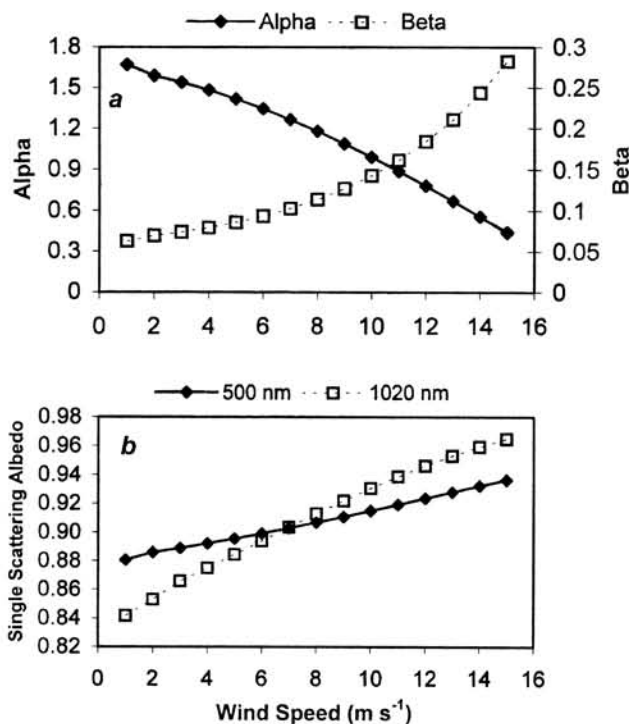 Alpha Beta
1.8 0.3
a
1.5 0.25
1.2 0.2
Alpha
0.9 0.15
Beta
0.6 0.1
0.3 0.05
0 0
0 2 4 6 8 10 12 14 16
500 nm 1020 nm
0.98
b
0.96
0.94
0.92
Single Scattering Albedo
0.90
0.88
0.86
0.84
0.82
0 2 4 6 8 10 12 14 16
Wind Speed (m s-1)